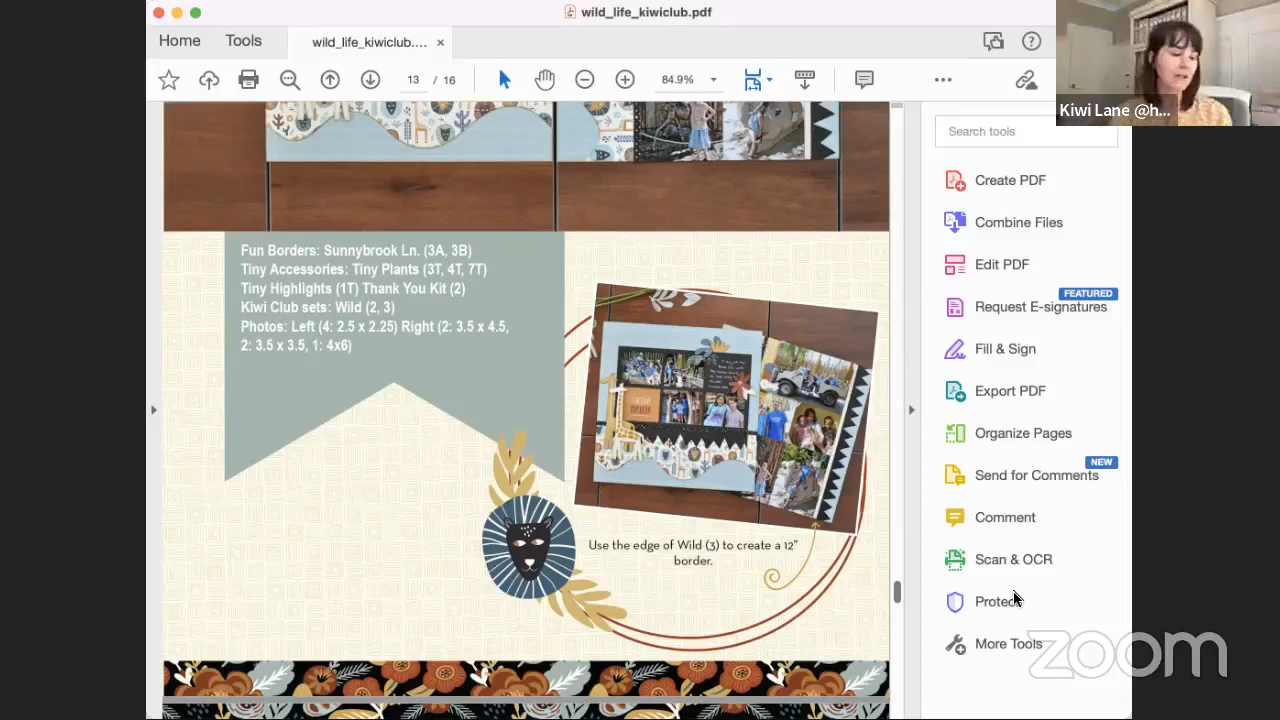 wild_life_kiwiclub.pdf
Home
Tools
wild_life_kiwiclub.... ×
13 / 16
84.9%
Kiwi Lane @h...
Search tools
Create PDF
Combine Files
Edit PDF
FEATURED
Request E-signatures
Fill & Sign
Export PDF
Organize Pages
NEW
Send for Comments
Comment
Scan & OCR
Protect
More Tools
Fun Borders: Sunnybrook Ln. (3A, 3B)
Tiny Accessories: Tiny Plants (3T, 4T, 7T)
Tiny Highlights (1T) Thank You Kit (2)
Kiwi Club sets: Wild (2, 3)
Photos: Left (4: 2.5 x 2.25) Right (2: 3.5 x 4.5,
2: 3.5 x 3.5, 1: 4x6)
Use the edge of Wild (3) to create a 12"
border.
zoom